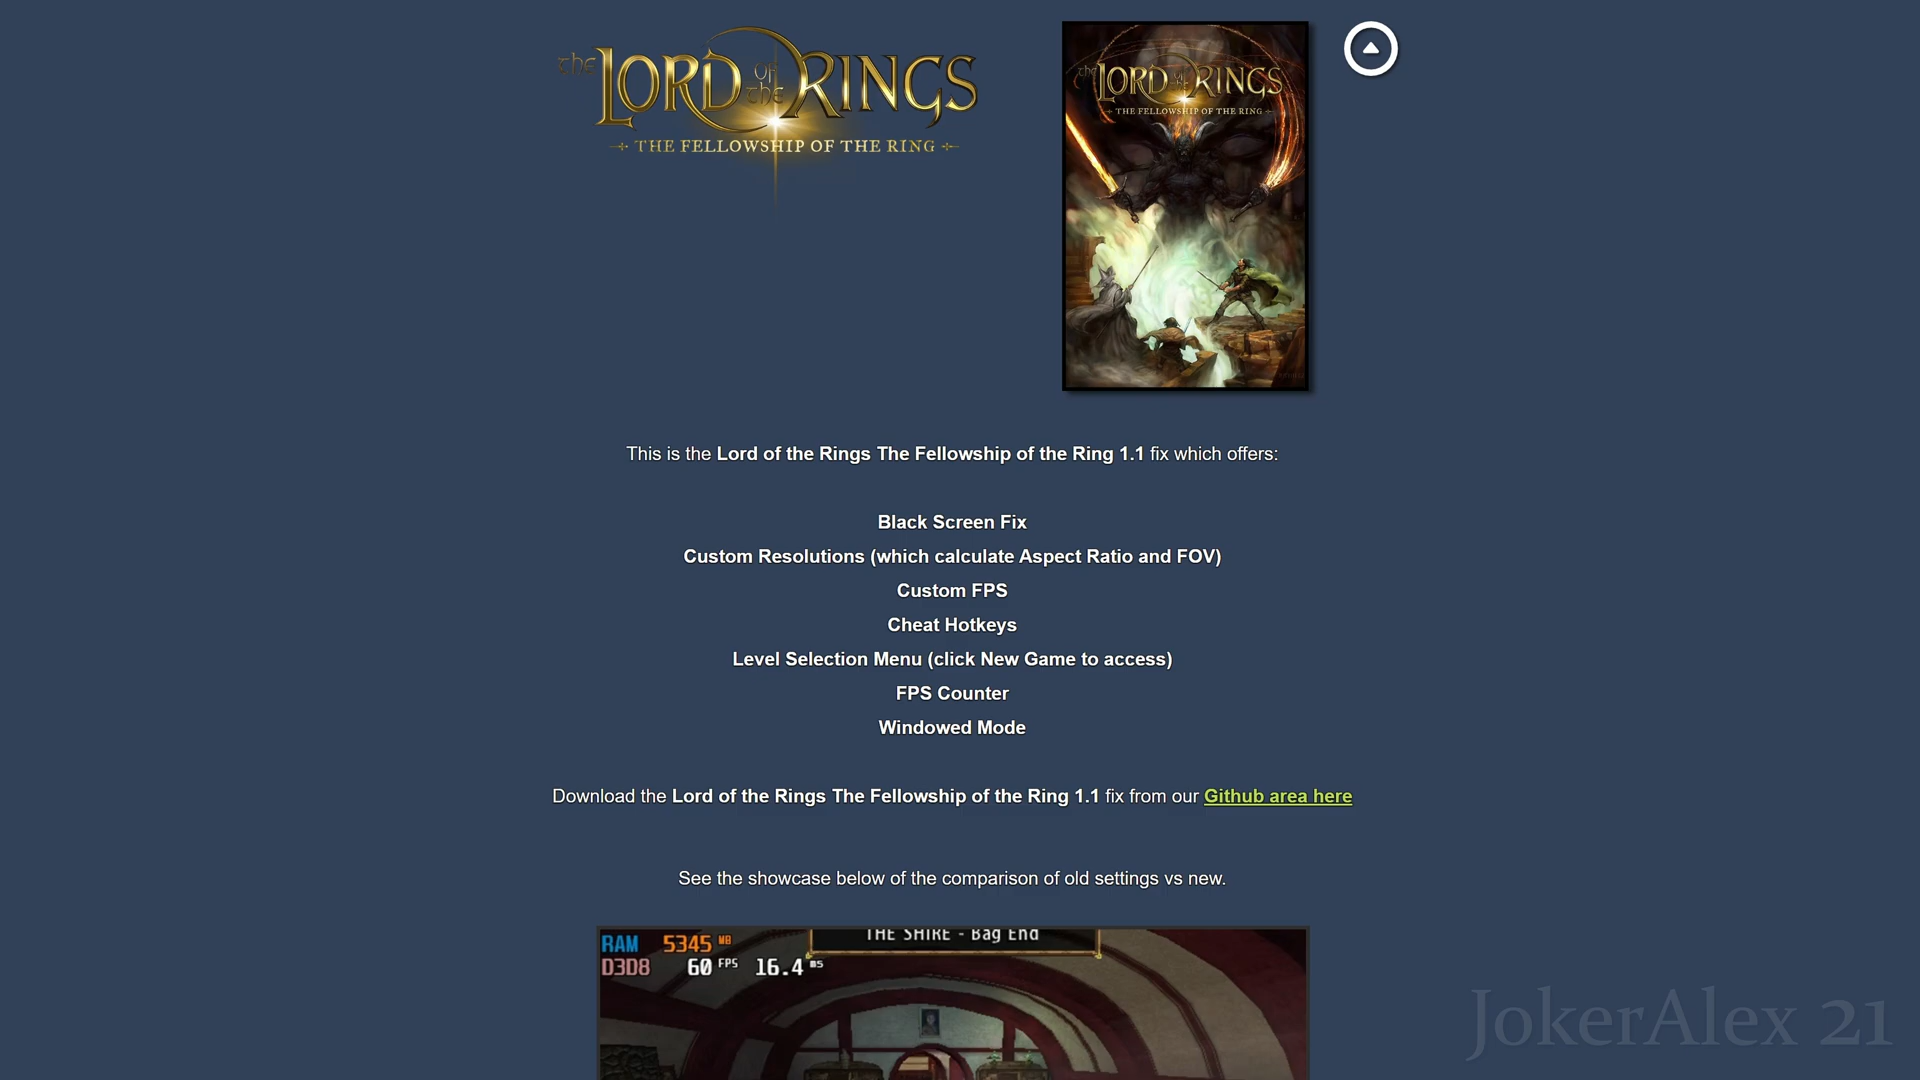 THE LORD OF THE RINGS
THE FELLOWSHIP OF THE RING
THE LORD OF THE RINGS
THE FELLOWSHIP OF THE RING
This is the Lord of the Rings The Fellowship of the Ring 1.1 fix which offers:
Black Screen Fix
Custom Resolutions (which calculate Aspect Ratio and FOV)
Custom FPS
Cheat Hotkeys
Level Selection Menu (click New Game to access)
FPS Counter
Windowed Mode
Download the Lord of the Rings The Fellowship of the Ring 1.1 fix from our Github area here
See the showcase below of the comparison of old settings vs new.
THE SHIRE - Bag End
RAM 5345 MB
D3D8 60 FPS 16.4 ms
JokerAlex 21